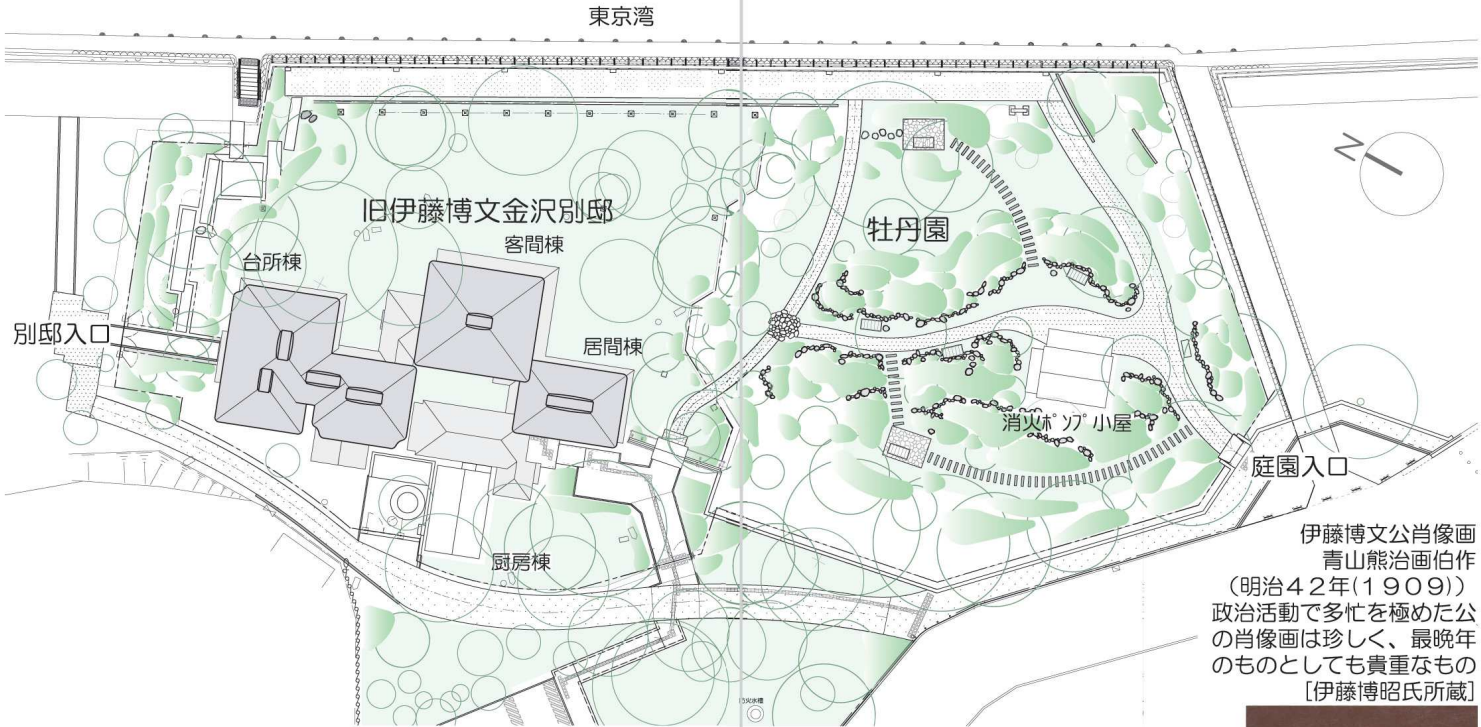 東京湾
N
旧伊藤博文金沢別邸
客間棟
台所棟
牡丹園
別邸入口
居間棟
消火ポンプ小屋
庭園入口
厨房棟
伊藤博文公肖像画
青山熊治画伯作
(明治42年(1909))
政治活動で多忙を極めた公
の肖像画は珍しく、最晩年
のものとしても貴重なもの
[伊藤博昭氏所蔵]
防火水槽